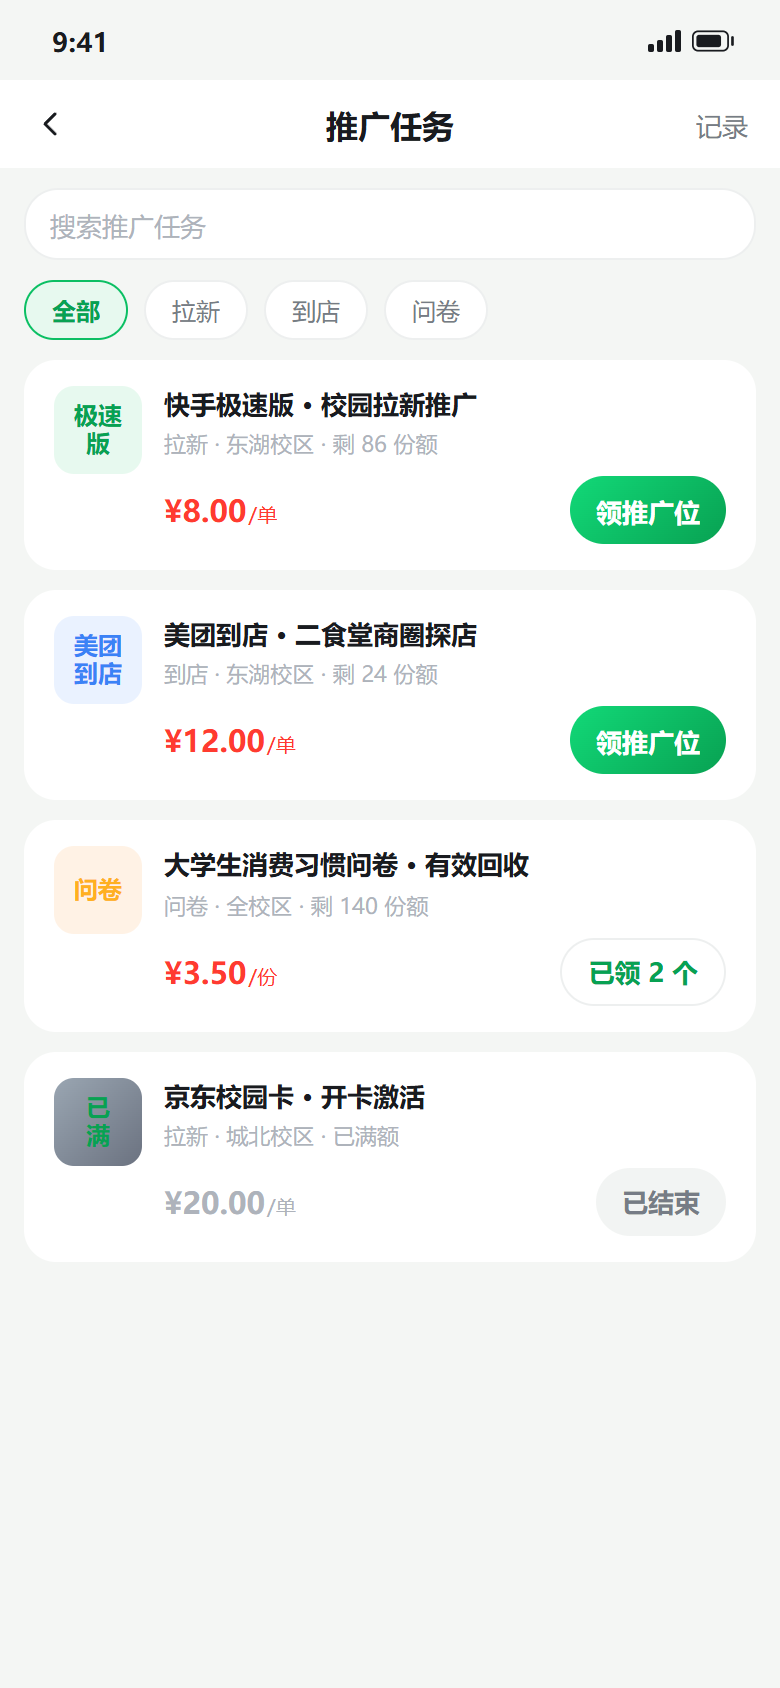 9:41
推广任务
记录
搜索推广任务
全部
拉新
到店
问卷
极速
版
快手极速版 · 校园拉新推广
拉新 · 东湖校区 · 剩 86 份额
¥8.00/单
领推广位
美团
到店
美团到店 · 二食堂商圈探店
到店 · 东湖校区 · 剩 24 份额
¥12.00/单
领推广位
问卷
大学生消费习惯问卷 · 有效回收
问卷 · 全校区 · 剩 140 份额
¥3.50/份
已领 2 个
已
满
京东校园卡 · 开卡激活
拉新 · 城北校区 · 已满额
¥20.00/单
已结束